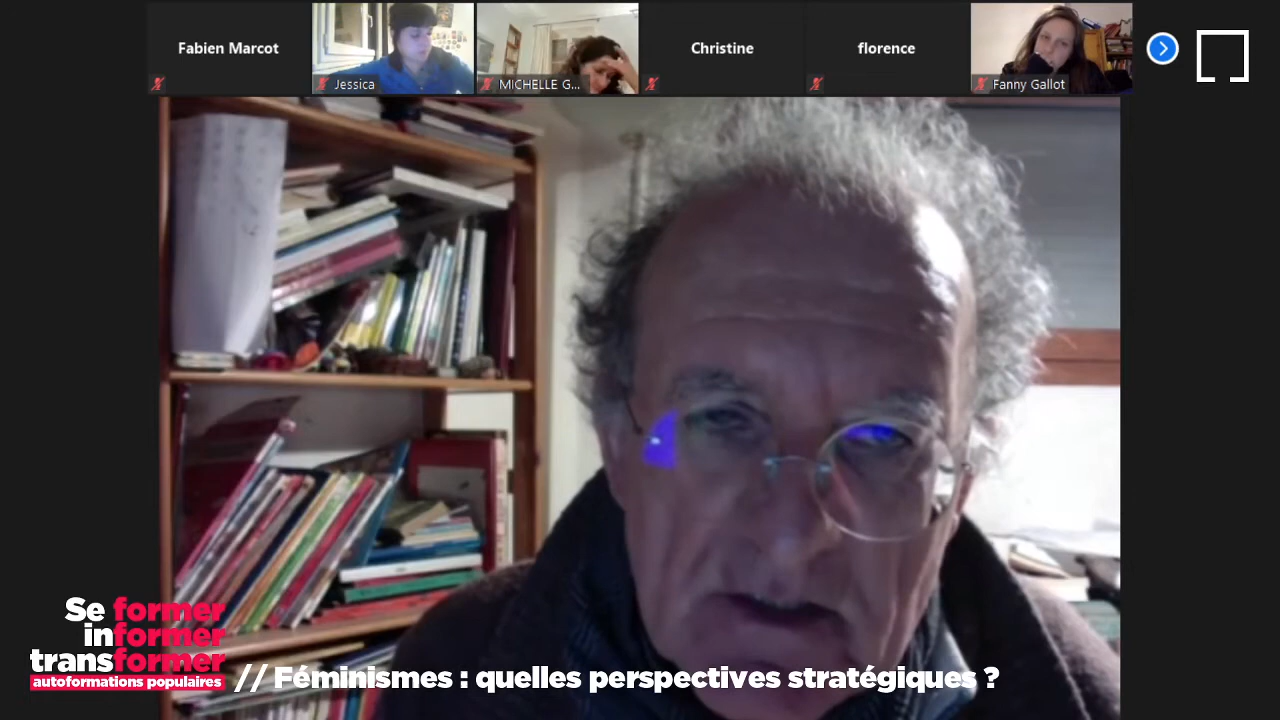 Fabien Marcot
Jessica
MICHELLE G...
Christine
florence
Fanny Gallot
Se former
informer
transformer
autoformations populaires
// Féminismes : quelles perspectives stratégiques ?